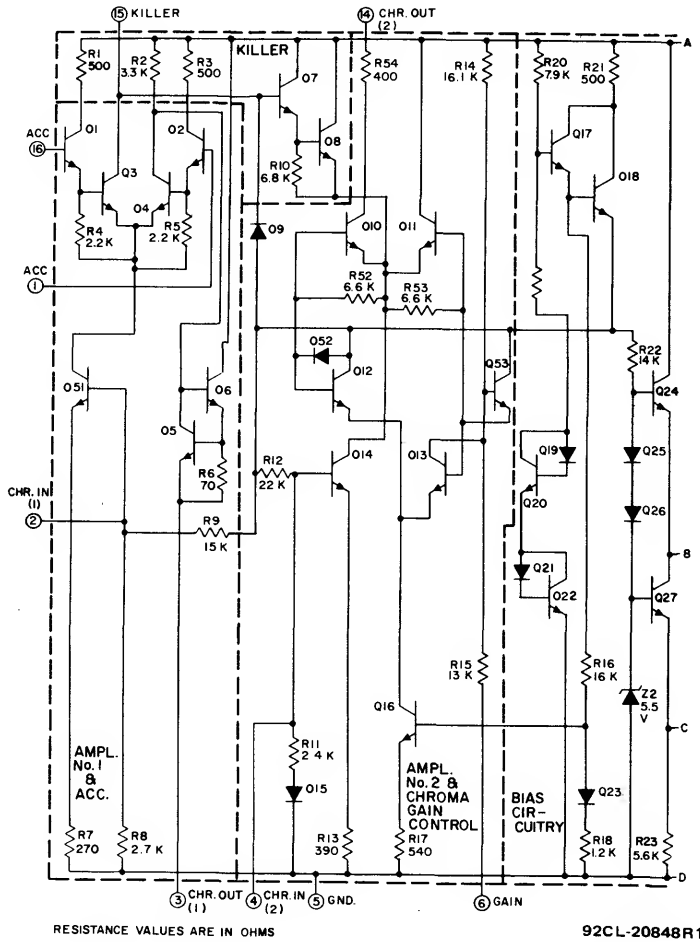 15 KILLER
14 CHR. OUT
(2)
KILLER
A
R1
500
R2
3.3 K
R3
500
R54
400
R14
16.1 K
R20
7.9 K
R21
500
Q7
Q8
R10
6.8 K
Q17
Q18
ACC
16
Q1
Q2
Q3
Q4
R4
2.2K
R5
2.2K
Q9
Q10
Q11
ACC
1
R52
6.6 K
R53
6.6 K
Q52
Q12
Q53
R22
14 K
Q24
Q51
Q6
Q5
R6
70
R12
22 K
Q14
Q13
Q19
Q20
Q25
Q26
CHR. IN
(1)
2
R9
15 K
B
Q21
Q22
Q27
R15
13 K
R16
16 K
Z2
5.5
V
Q16
C
R11
2 4K
Q15
Q23
AMPL.
No. 1
&
ACC.
AMPL.
No. 2 &
CHROMA
GAIN
CONTROL
BIAS
CIR-
CUITRY
R7
270
R8
2.7 K
R13
390
R17
540
R18
1.2 K
R23
5.6 K
D
3 CHR. OUT
(1)
4 CHR. IN
(2)
5 GND.
6 GAIN
RESISTANCE VALUES ARE IN OHMS
92CL-20848R1